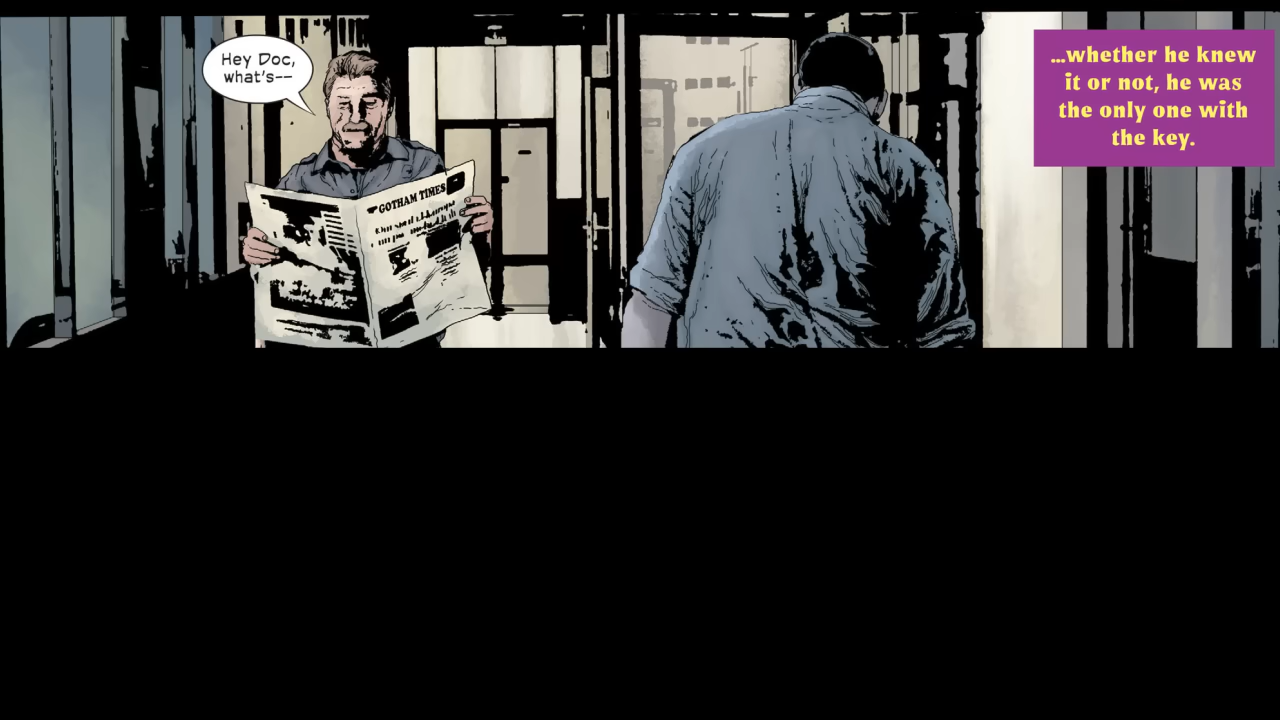 Hey Doc,
what's--
GOTHAM TIMES
...whether he knew
it or not, he was
the only one with
the key.